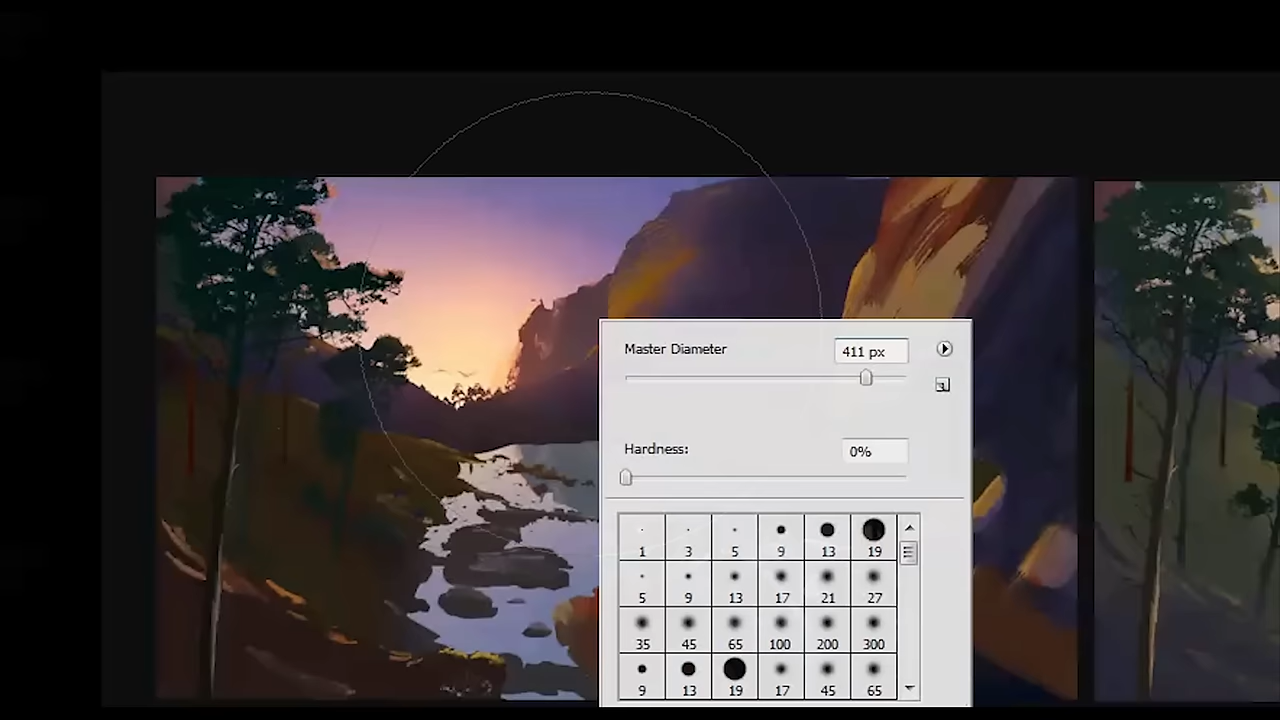 Master Diameter 411 px
Hardness: 0%
1 3 5 9 13 19
5 9 13 17 21 27
35 45 65 100 200 300
9 13 19 17 45 65